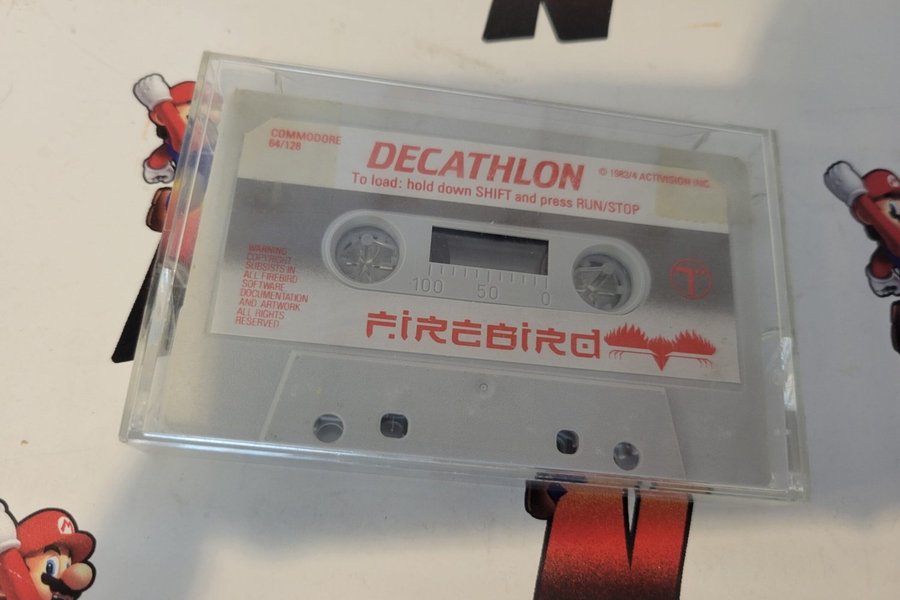 COMMODORE
64/128
DECATHLON
© 1983/4 ACTIVISION INC.
To load: hold down SHIFT and press RUN/STOP
WARNING
COPYRIGHT
SUBSISTS IN
ALL FIREBIRD
SOFTWARE
DOCUMENTATION
AND ARTWORK
ALL RIGHTS
RESERVED
100 50 0
FIREBIRD
M